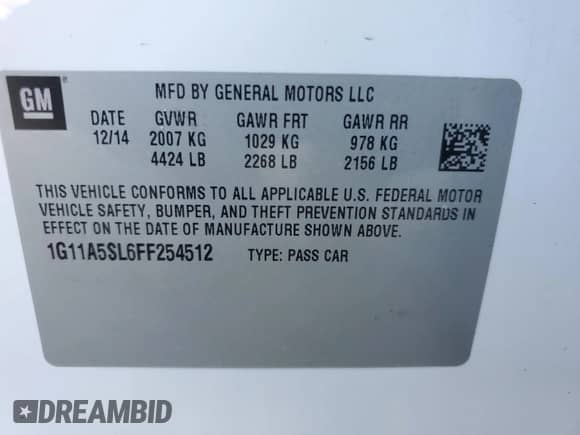 GM
MFD BY GENERAL MOTORS LLC
DATE GVWR GAWR FRT GAWR RR
12/14 2007 KG 1029 KG 978 KG
4424 LB 2268 LB 2156 LB
THIS VEHICLE CONFORMS TO ALL APPLICABLE U.S. FEDERAL MOTOR
VEHICLE SAFETY, BUMPER, AND THEFT PREVENTION STANDARDS IN
EFFECT ON THE DATE OF MANUFACTURE SHOWN ABOVE.
1G11A5SL6FF254512 TYPE: PASS CAR
DREAMBID